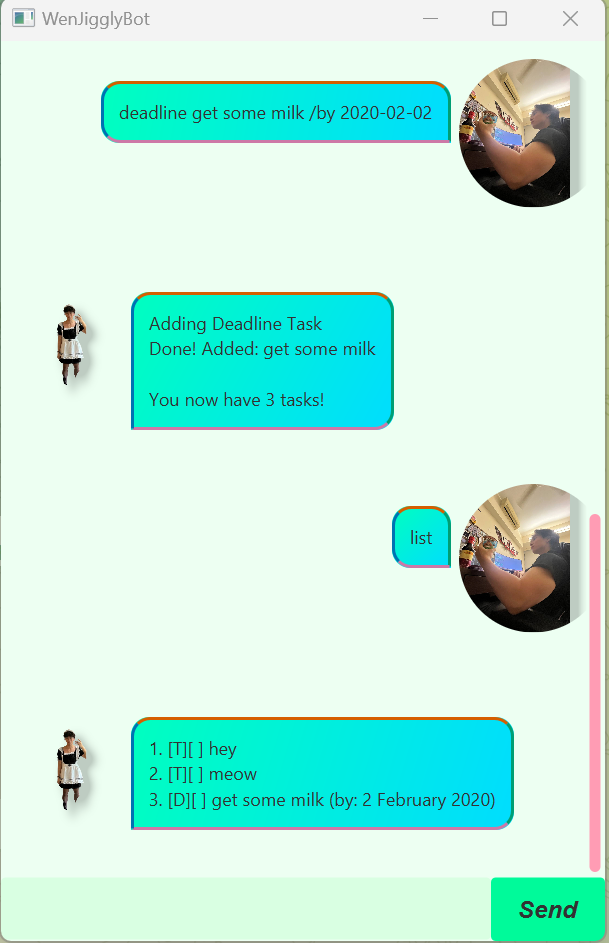 WenJigglyBot
deadline get some milk /by 2020-02-02
Adding Deadline Task
Done! Added: get some milk
You now have 3 tasks!
list
1. [T][ ] hey
2. [T][ ] meow
3. [D][ ] get some milk (by: 2 February 2020)
Send